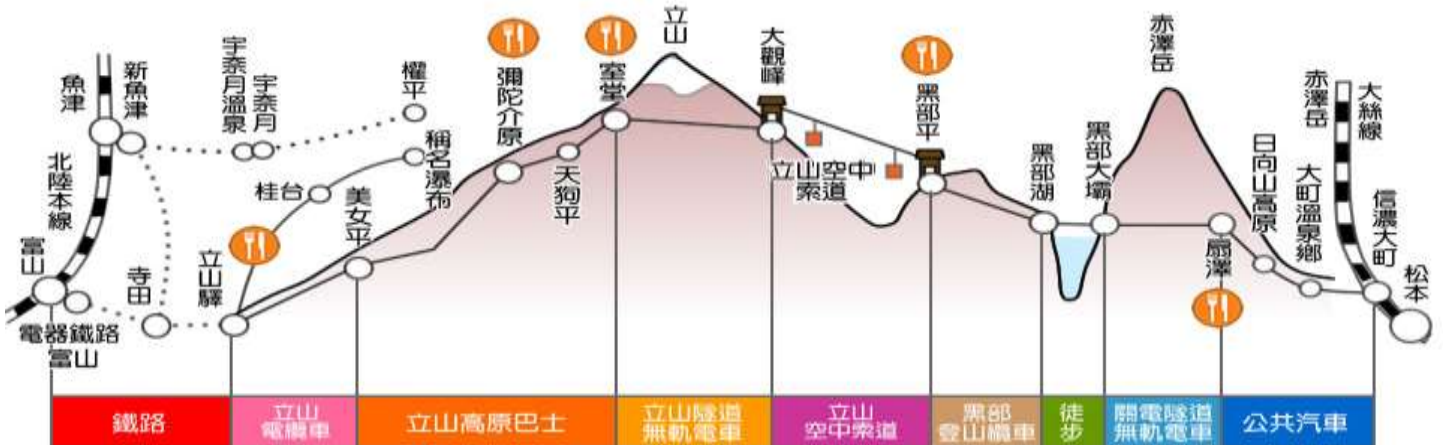 魚津
新魚津
北陸本線
富山
電器鐵路
富山
寺田
宇奈月溫泉
宇奈月
欋平
稱名瀑布
桂台
立山驛
美女平
彌陀介原
天狗平
室堂
立山
大觀峰
立山空中
索道
黑部平
黑部湖
黑部大壩
赤澤岳
扇澤
日向山高原
大町溫泉鄉
赤澤岳
大絲線
信濃大町
松本
鐵路
立山
電纜車
立山高原巴士
立山隧道
無軌電車
立山
空中索道
黑部
登山纜車
徒
步
關電隧道
無軌電車
公共汽車